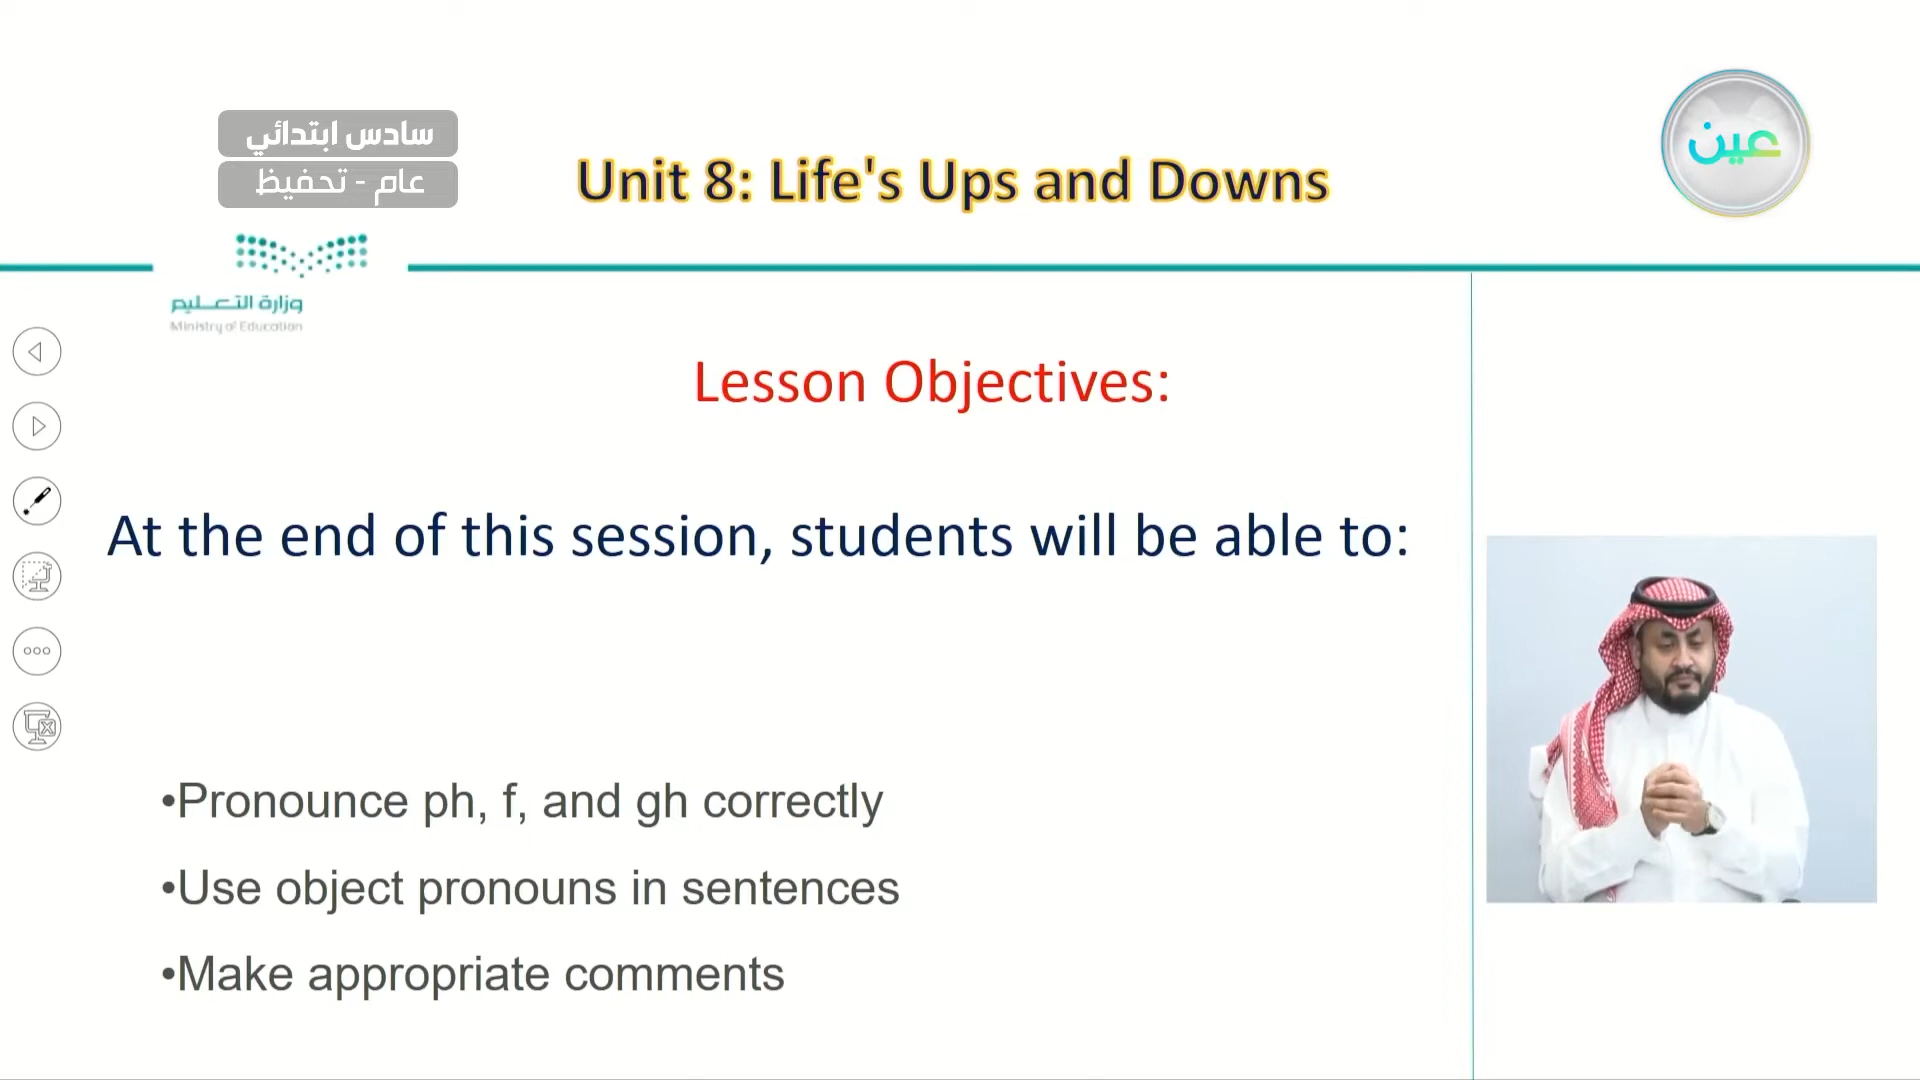 سادس ابتدائي
عام - تحفيظ
Unit 8: Life's Ups and Downs
عين
وزارة التعليم
Ministry of Education
Lesson Objectives:
At the end of this session, students will be able to:
•Pronounce ph, f, and gh correctly
•Use object pronouns in sentences
•Make appropriate comments